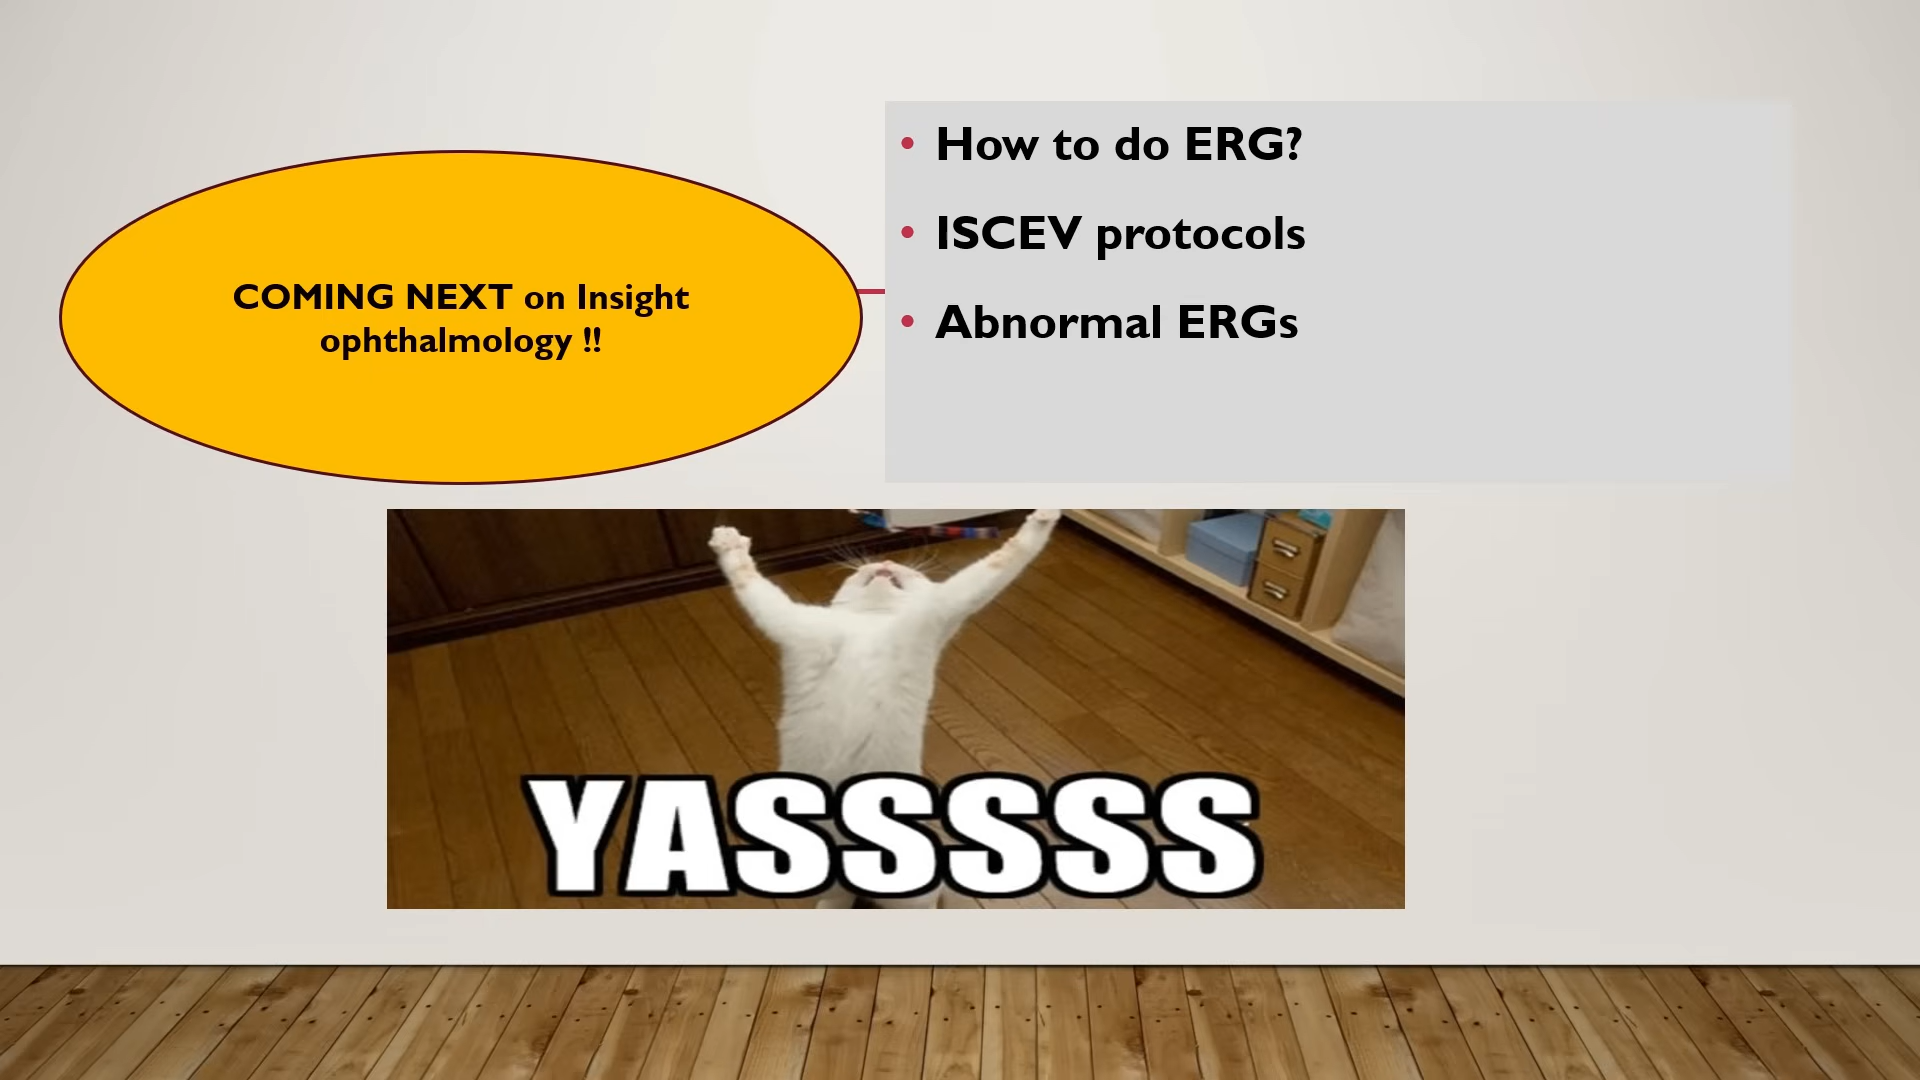 COMING NEXT on Insight
ophthalmology !!
• How to do ERG?
• ISCEV protocols
• Abnormal ERGs
YASSSSS